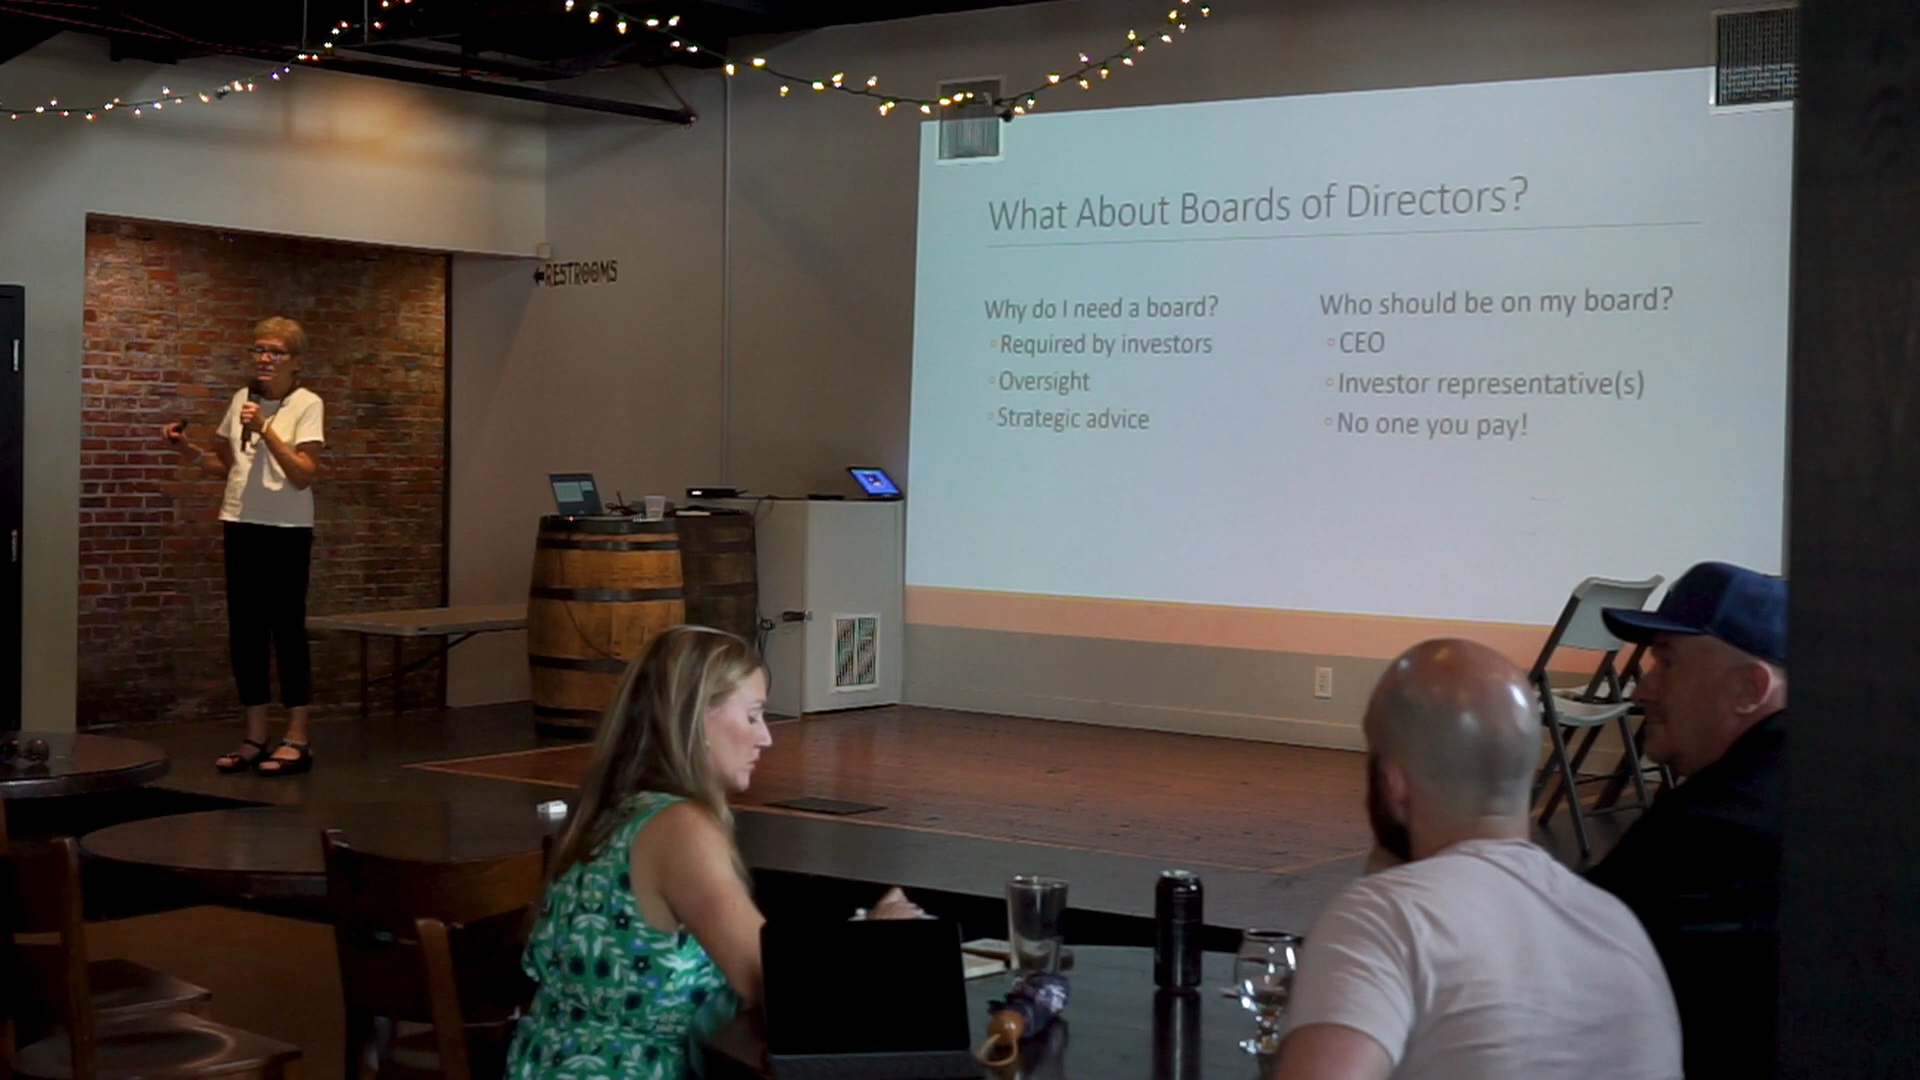 What About Boards of Directors?
RESTROOMS
Why do I need a board?
▫Required by investors
▫Oversight
▫Strategic advice
Who should be on my board?
▫CEO
▫Investor representative(s)
▫No one you pay!